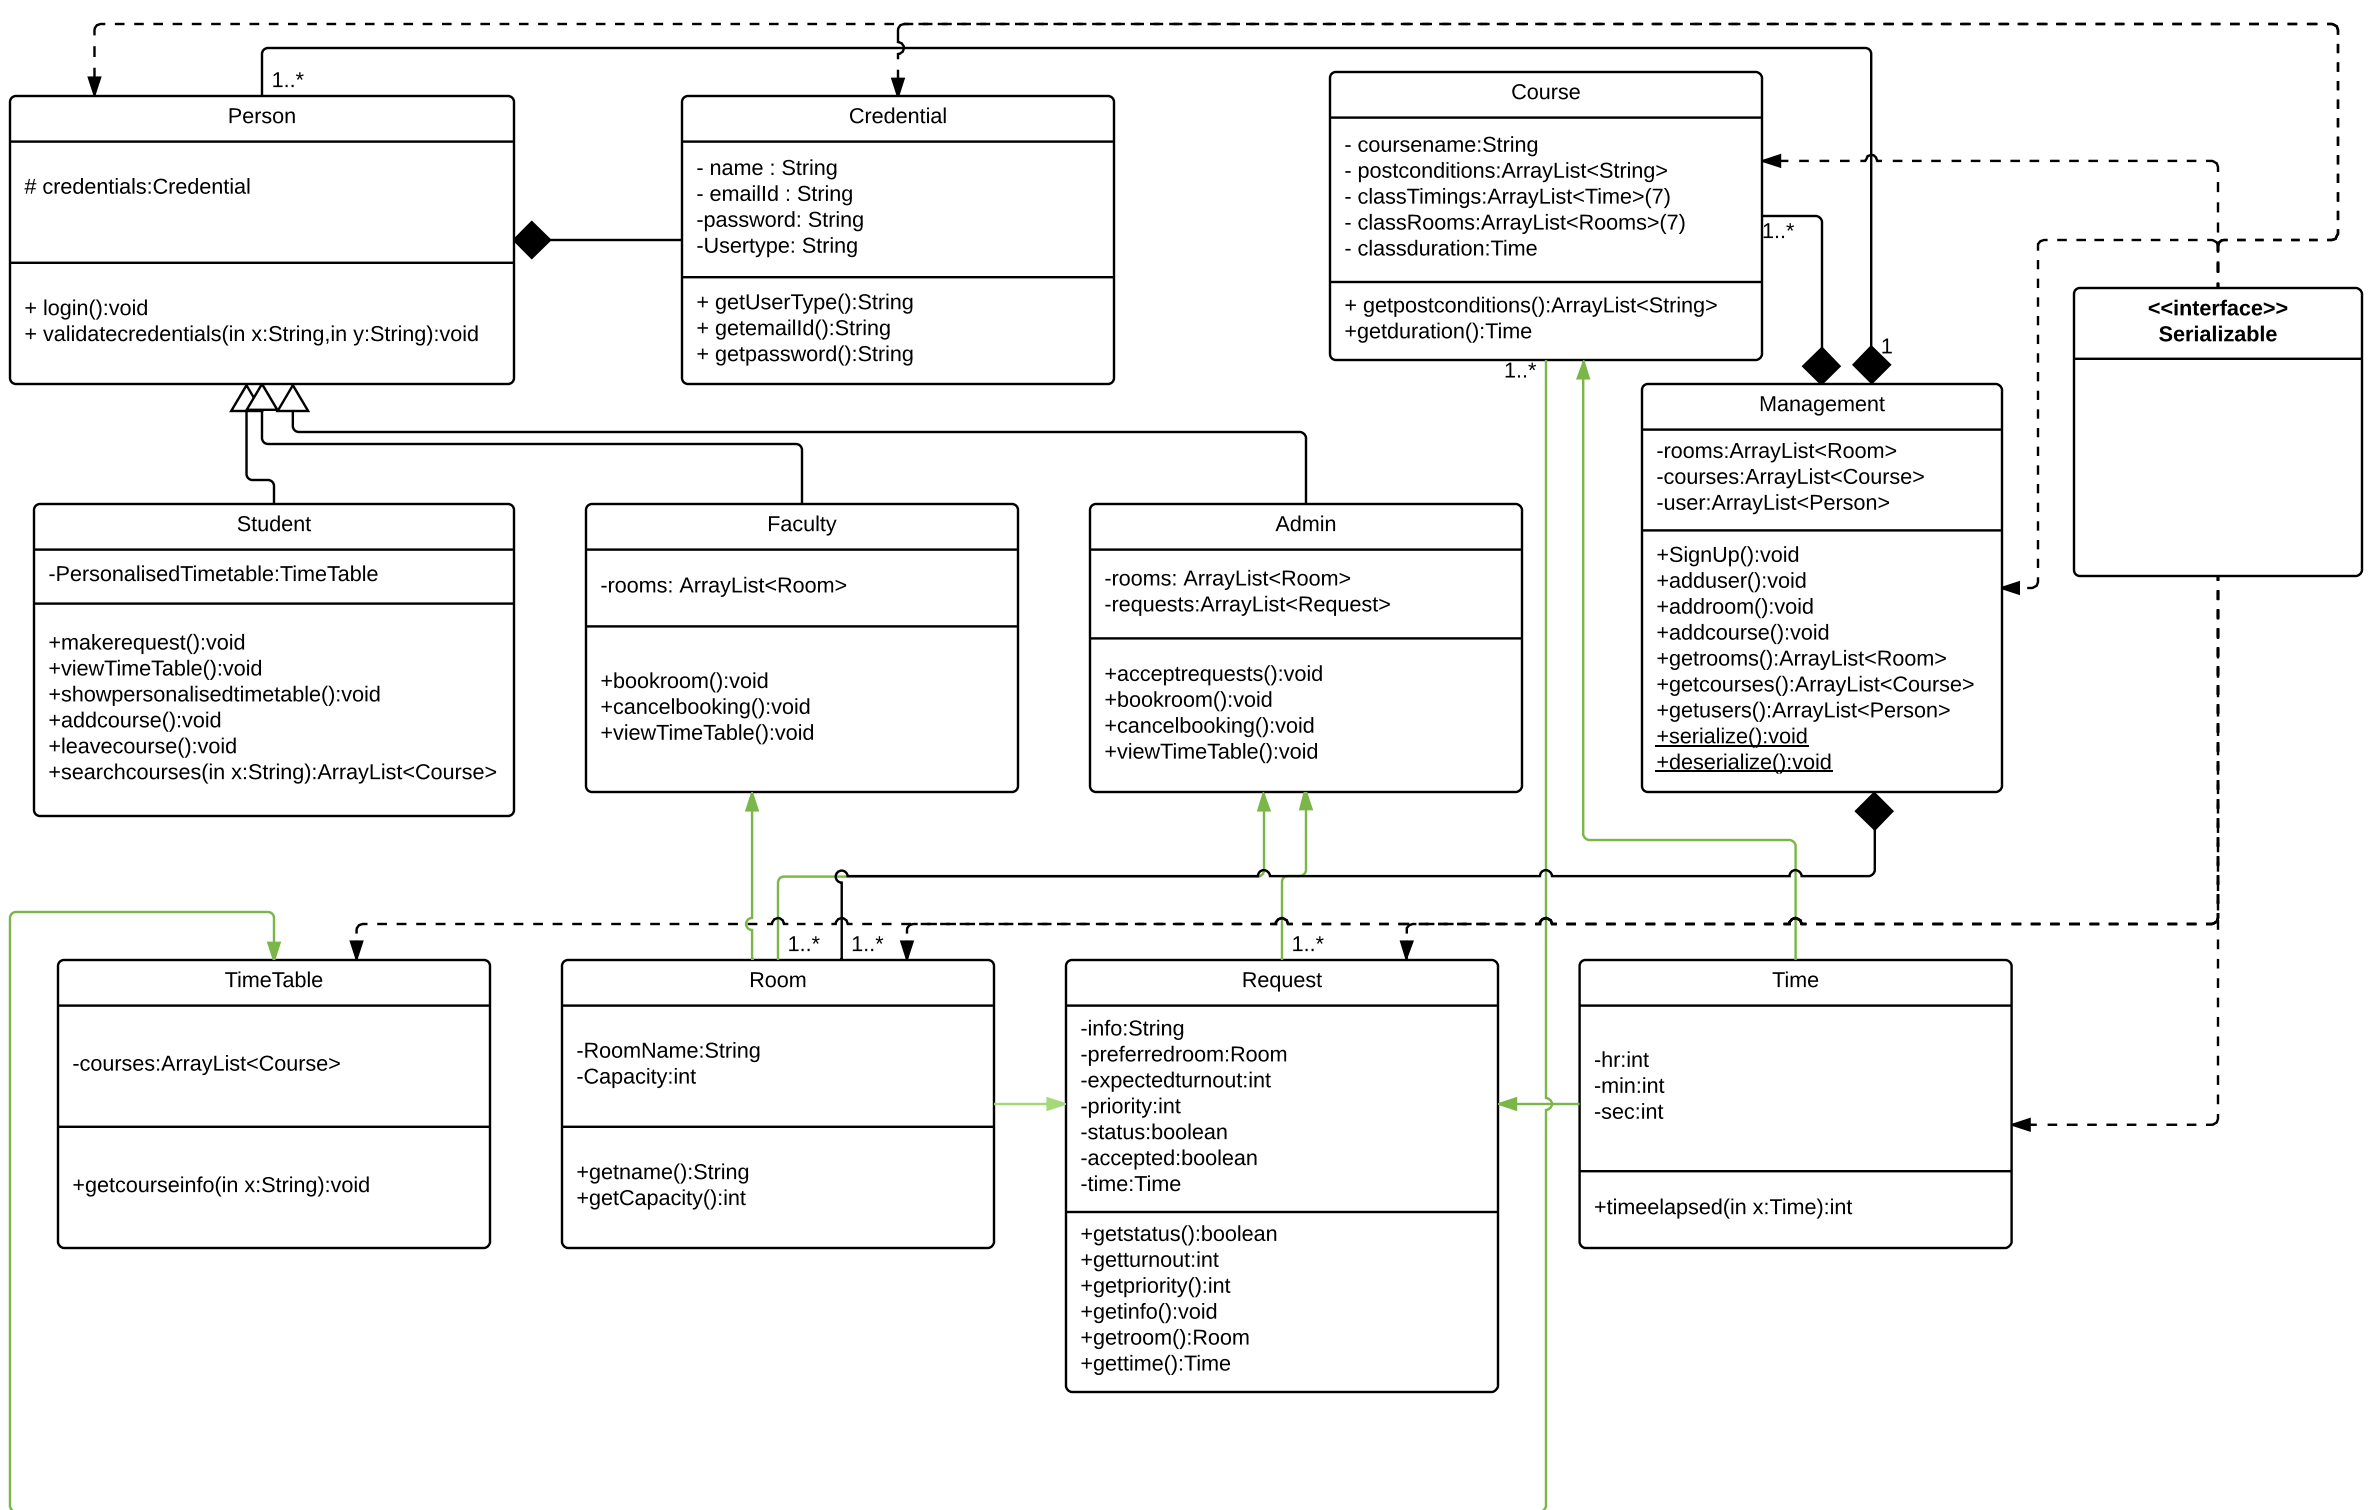 1..*
Person
# credentials:Credential
+ login():void
+ validatecredentials(in x:String,in y:String):void
Credential
- name : String
- emailId : String
-password: String
-Usertype: String
+ getUserType():String
+ getemailId():String
+ getpassword():String
Course
- coursename:String
- postconditions:ArrayList<String>
- classTimings:ArrayList<Time>(7)
- classRooms:ArrayList<Rooms>(7)
- classduration:Time
+ getpostconditions():ArrayList<String>
+getduration():Time
1..*
1..*
1
Management
-rooms:ArrayList<Room>
-courses:ArrayList<Course>
-user:ArrayList<Person>
+SignUp():void
+adduser():void
+addroom():void
+addcourse():void
+getrooms():ArrayList<Room>
+getcourses():ArrayList<Course>
+getusers():ArrayList<Person>
+serialize():void
+deserialize():void
<<interface>>
Serializable
Student
-PersonalisedTimetable:TimeTable
+makerequest():void
+viewTimeTable():void
+showpersonalisedtimetable():void
+addcourse():void
+leavecourse():void
+searchcourses(in x:String):ArrayList<Course>
Faculty
-rooms: ArrayList<Room>
+bookroom():void
+cancelbooking():void
+viewTimeTable():void
Admin
-rooms: ArrayList<Room>
-requests:ArrayList<Request>
+acceptrequests():void
+bookroom():void
+cancelbooking():void
+viewTimeTable():void
TimeTable
-courses:ArrayList<Course>
+getcourseinfo(in x:String):void
1..*
1..*
Room
-RoomName:String
-Capacity:int
+getname():String
+getCapacity():int
1..*
Request
-info:String
-preferredroom:Room
-expectedturnout:int
-priority:int
-status:boolean
-accepted:boolean
-time:Time
+getstatus():boolean
+getturnout:int
+getpriority():int
+getinfo():void
+getroom():Room
+gettime():Time
Time
-hr:int
-min:int
-sec:int
+timeelapsed(in x:Time):int